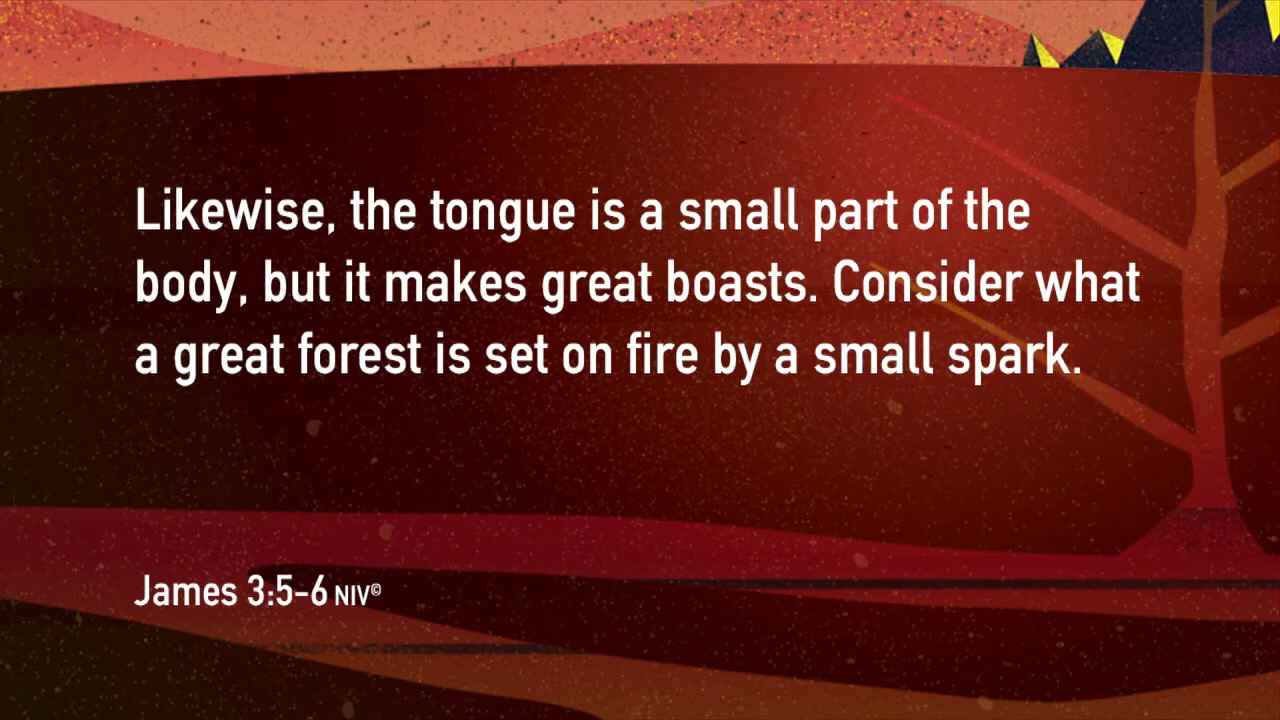 Likewise, the tongue is a small part of the
body, but it makes great boasts. Consider what
a great forest is set on fire by a small spark.
James 3:5-6 NIV©